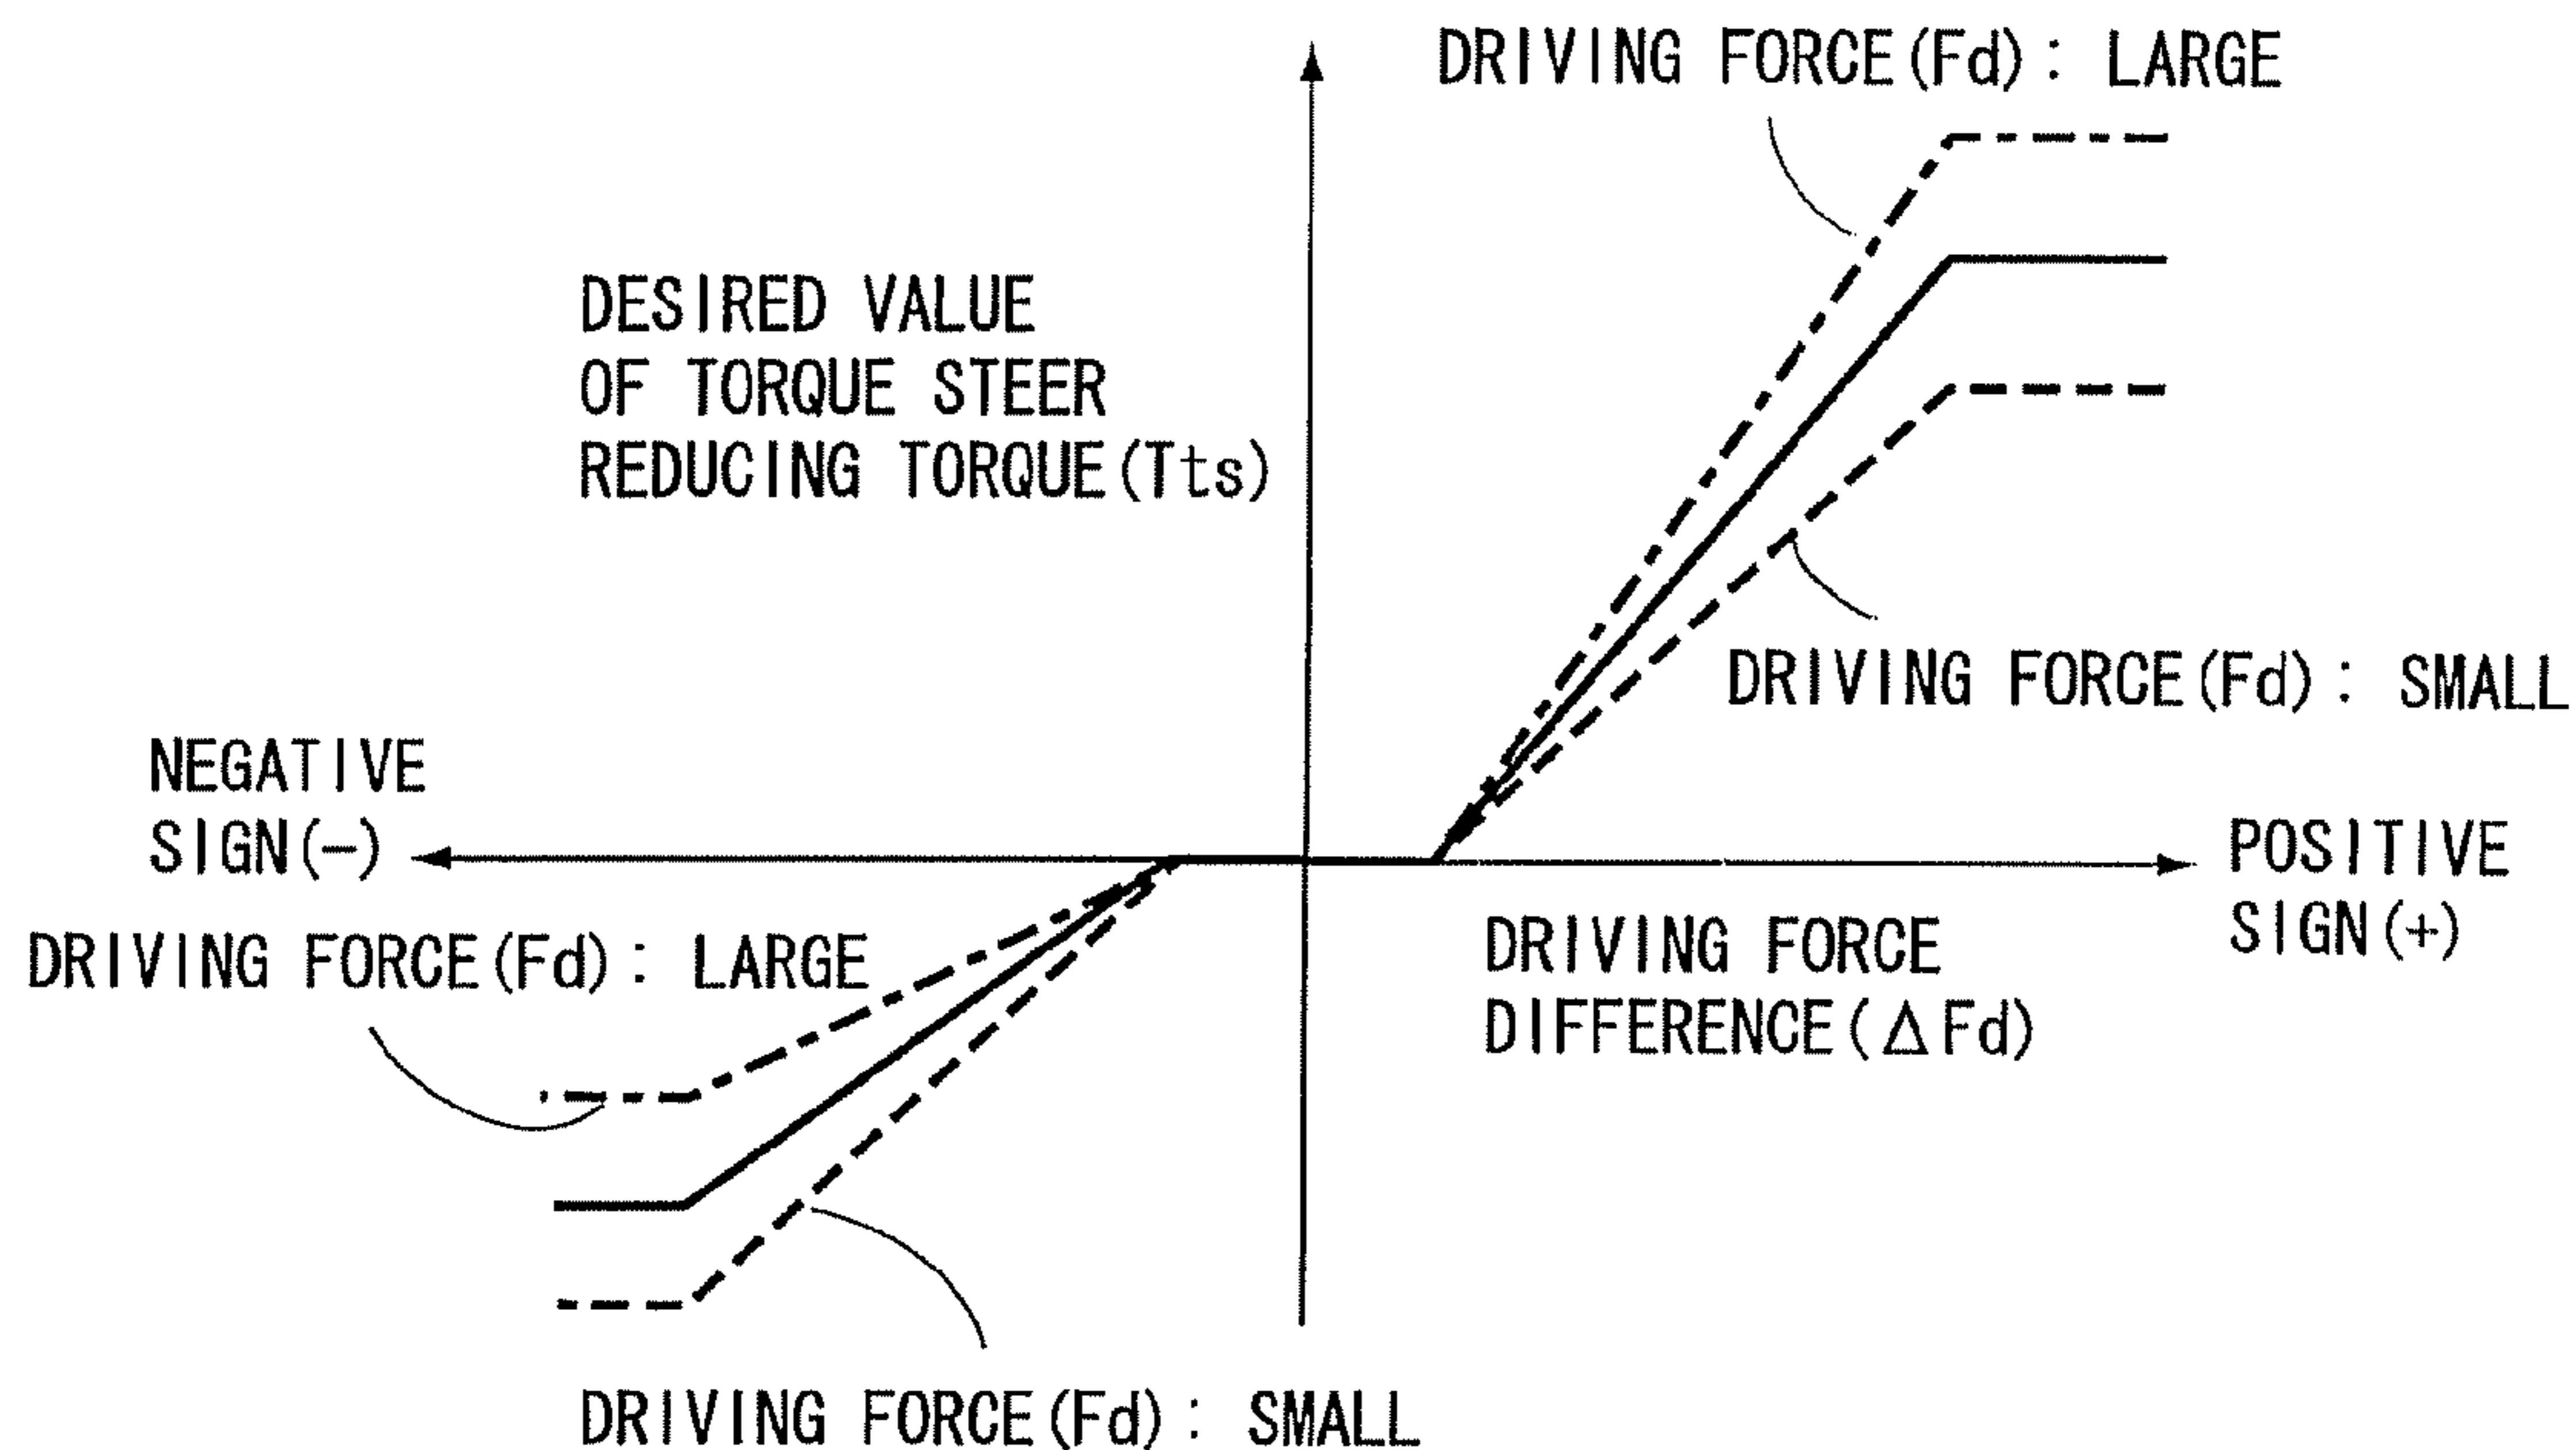 DRIVING FORCE(Fd): LARGE
DESIRED VALUE
OF TORQUE STEER
REDUCING TORQUE(Tts)
DRIVING FORCE(Fd): SMALL
NEGATIVE
SIGN(-)
POSITIVE
SIGN(+)
DRIVING FORCE(Fd): LARGE
DRIVING FORCE
DIFFERENCE(ΔFd)
DRIVING FORCE(Fd): SMALL